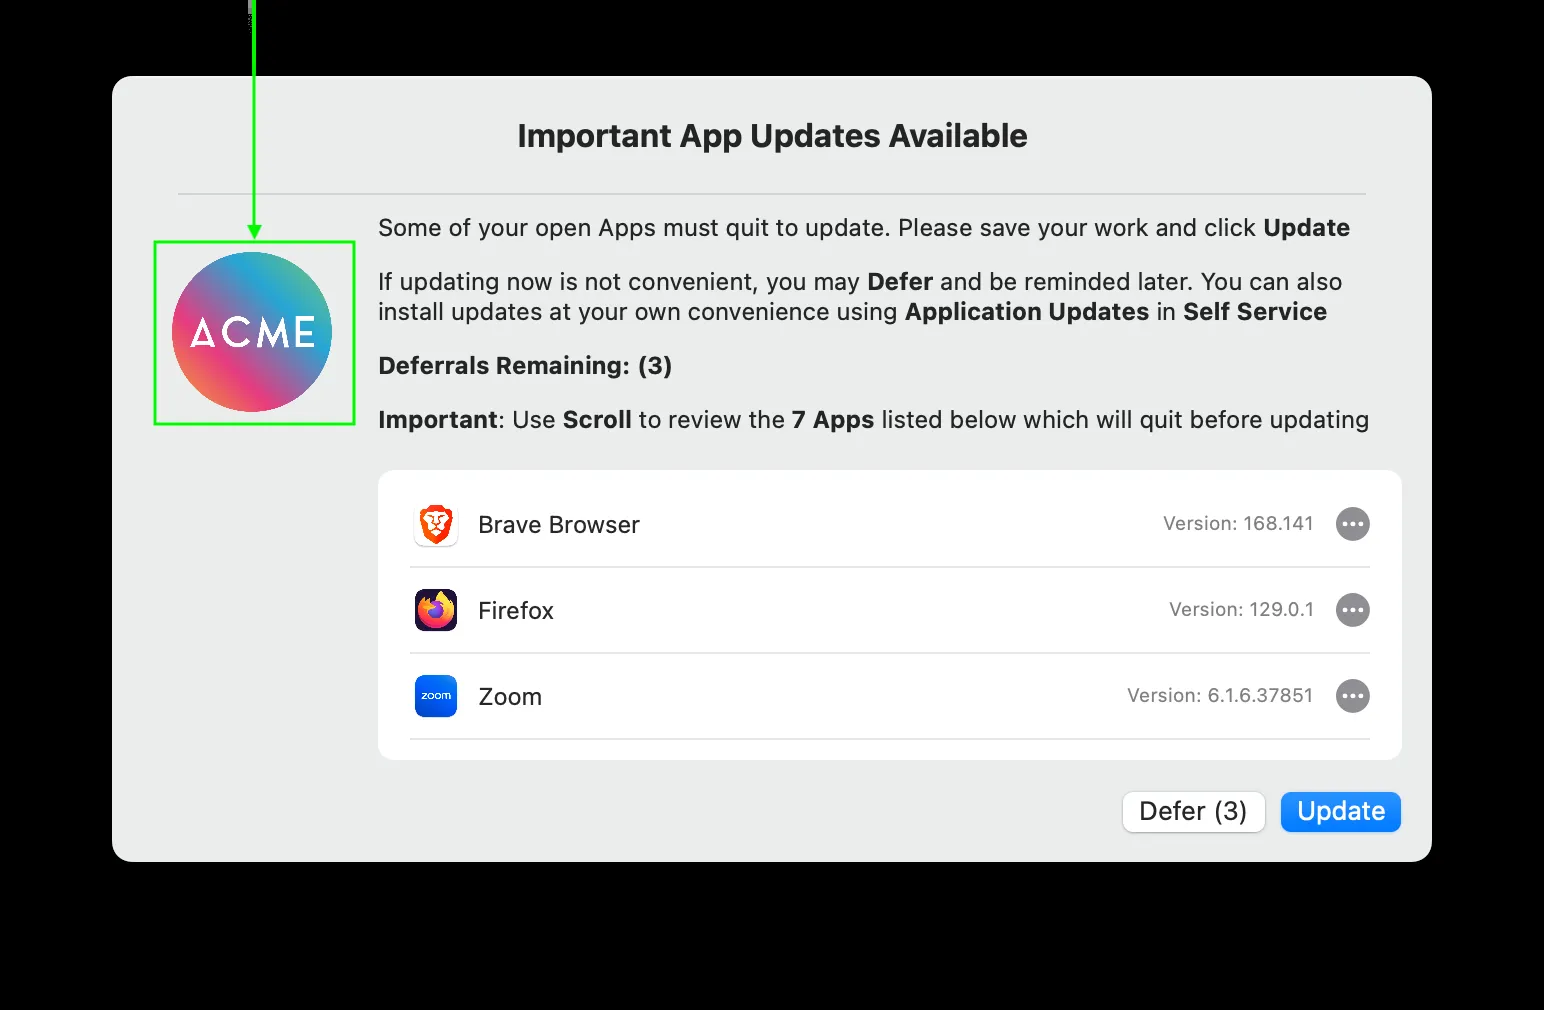 Important App Updates Available
Some of your open Apps must quit to update. Please save your work and click Update
If updating now is not convenient, you may Defer and be reminded later. You can also
install updates at your own convenience using Application Updates in Self Service
ACME
Deferrals Remaining: (3)
Important: Use Scroll to review the 7 Apps listed below which will quit before updating
Brave Browser Version: 168.141
Firefox Version: 129.0.1
zoom Zoom Version: 6.1.6.37851
Defer (3) Update